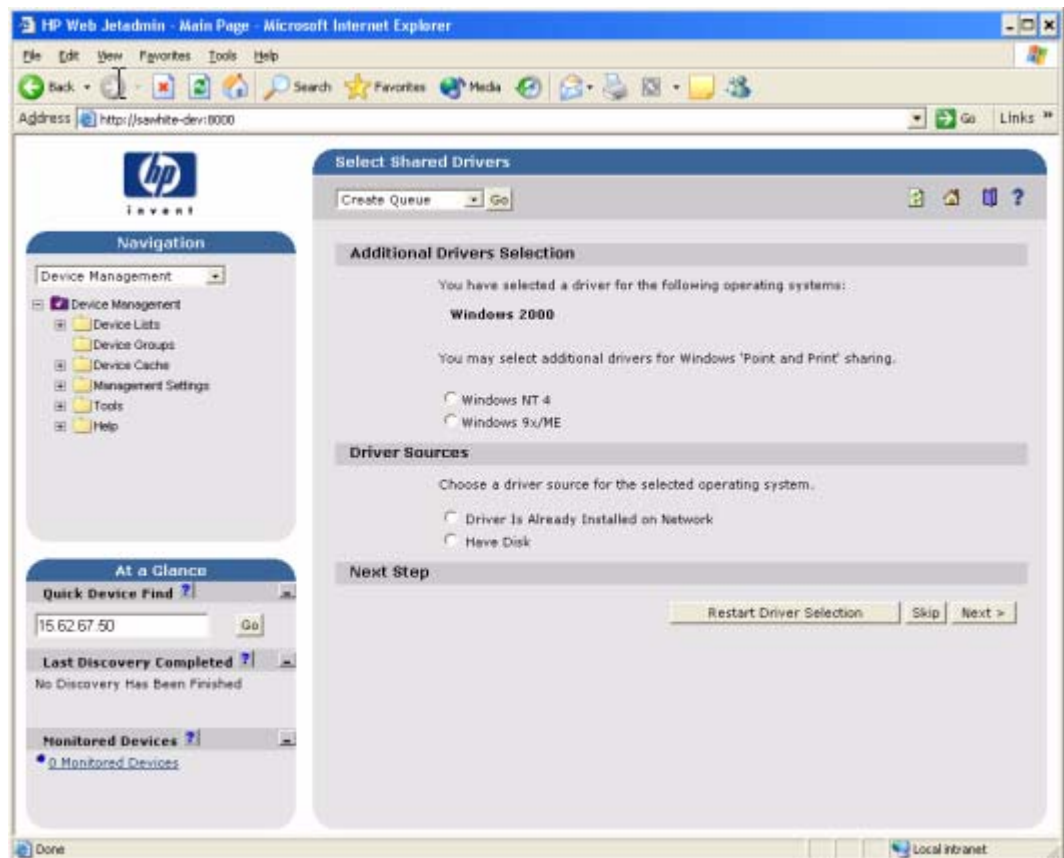 HP Web Jetadmin - Main Page - Microsoft Internet Explorer
File Edit View Favorites Tools Help
Back Search Favorites Media
Address http://sawhite-dev:8000 Go Links »
hp
invent
Navigation
Device Management
Device Management
Device Lists
Device Groups
Device Cache
Management Settings
Tools
Help
At a Glance
Quick Device Find ?
15.62.67.50 Go
Last Discovery Completed ?
No Discovery Has Been Finished
Monitored Devices ?
0 Monitored Devices
Select Shared Drivers
Create Queue Go ?
Additional Drivers Selection
You have selected a driver for the following operating systems:
Windows 2000
You may select additional drivers for Windows 'Point and Print' sharing.
Windows NT 4
Windows 9x/ME
Driver Sources
Choose a driver source for the selected operating system.
Driver Is Already Installed on Network
Have Disk
Next Step
Restart Driver Selection Skip Next >
Done Local intranet